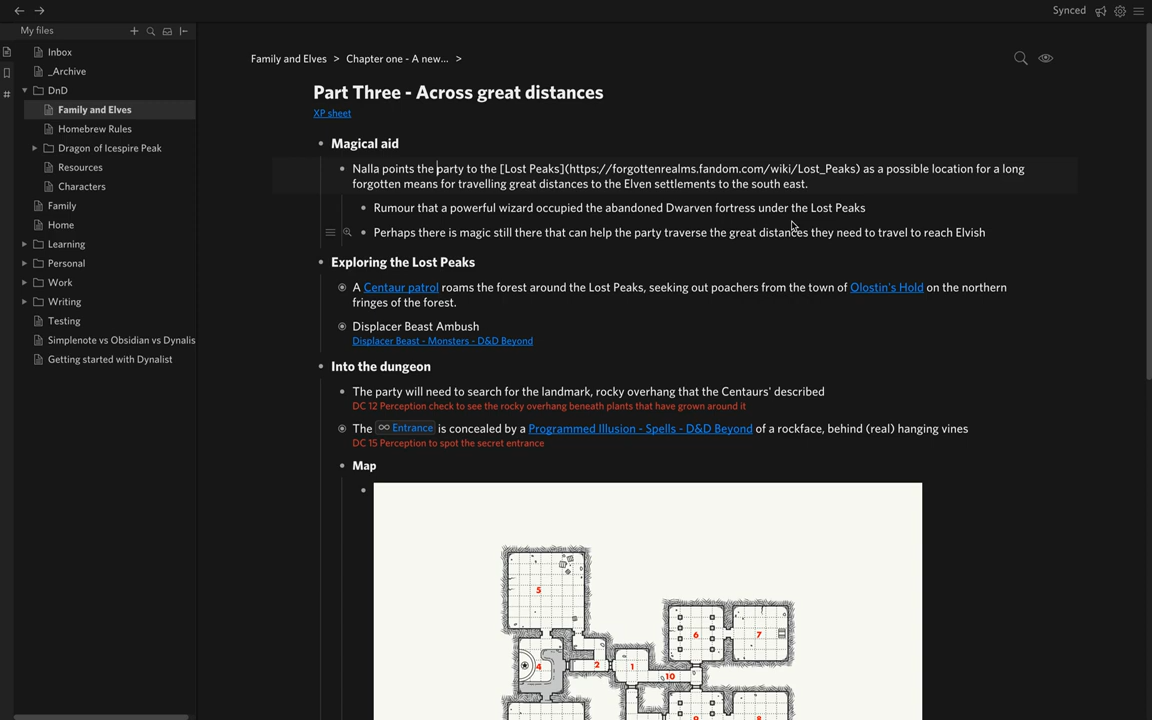 Synced
My files
Inbox
_Archive
DnD
Family and Elves
Homebrew Rules
Dragon of Icespire Peak
Resources
Characters
Family
Home
Learning
Personal
Work
Writing
Testing
Simplenote vs Obsidian vs Dynalis
Getting started with Dynalist
Family and Elves > Chapter one - A new... >
Part Three - Across great distances
XP sheet
Magical aid
Nalla points the party to the [Lost Peaks](https://forgottenrealms.fandom.com/wiki/Lost_Peaks) as a possible location for a long
forgotten means for travelling great distances to the Elven settlements to the south east.
Rumour that a powerful wizard occupied the abandoned Dwarven fortress under the Lost Peaks
Perhaps there is magic still there that can help the party traverse the great distances they need to travel to reach Elvish
Exploring the Lost Peaks
A Centaur patrol roams the forest around the Lost Peaks, seeking out poachers from the town of Olostin's Hold on the northern
fringes of the forest.
Displacer Beast Ambush
Displacer Beast - Monsters - D&D Beyond
Into the dungeon
The party will need to search for the landmark, rocky overhang that the Centaurs' described
DC 12 Perception check to see the rocky overhang beneath plants that have grown around it
The Entrance is concealed by a Programmed Illusion - Spells - D&D Beyond of a rockface, behind (real) hanging vines
DC 15 Perception to spot the secret entrance
Map
5
6
7
4
2
1
10
9
8